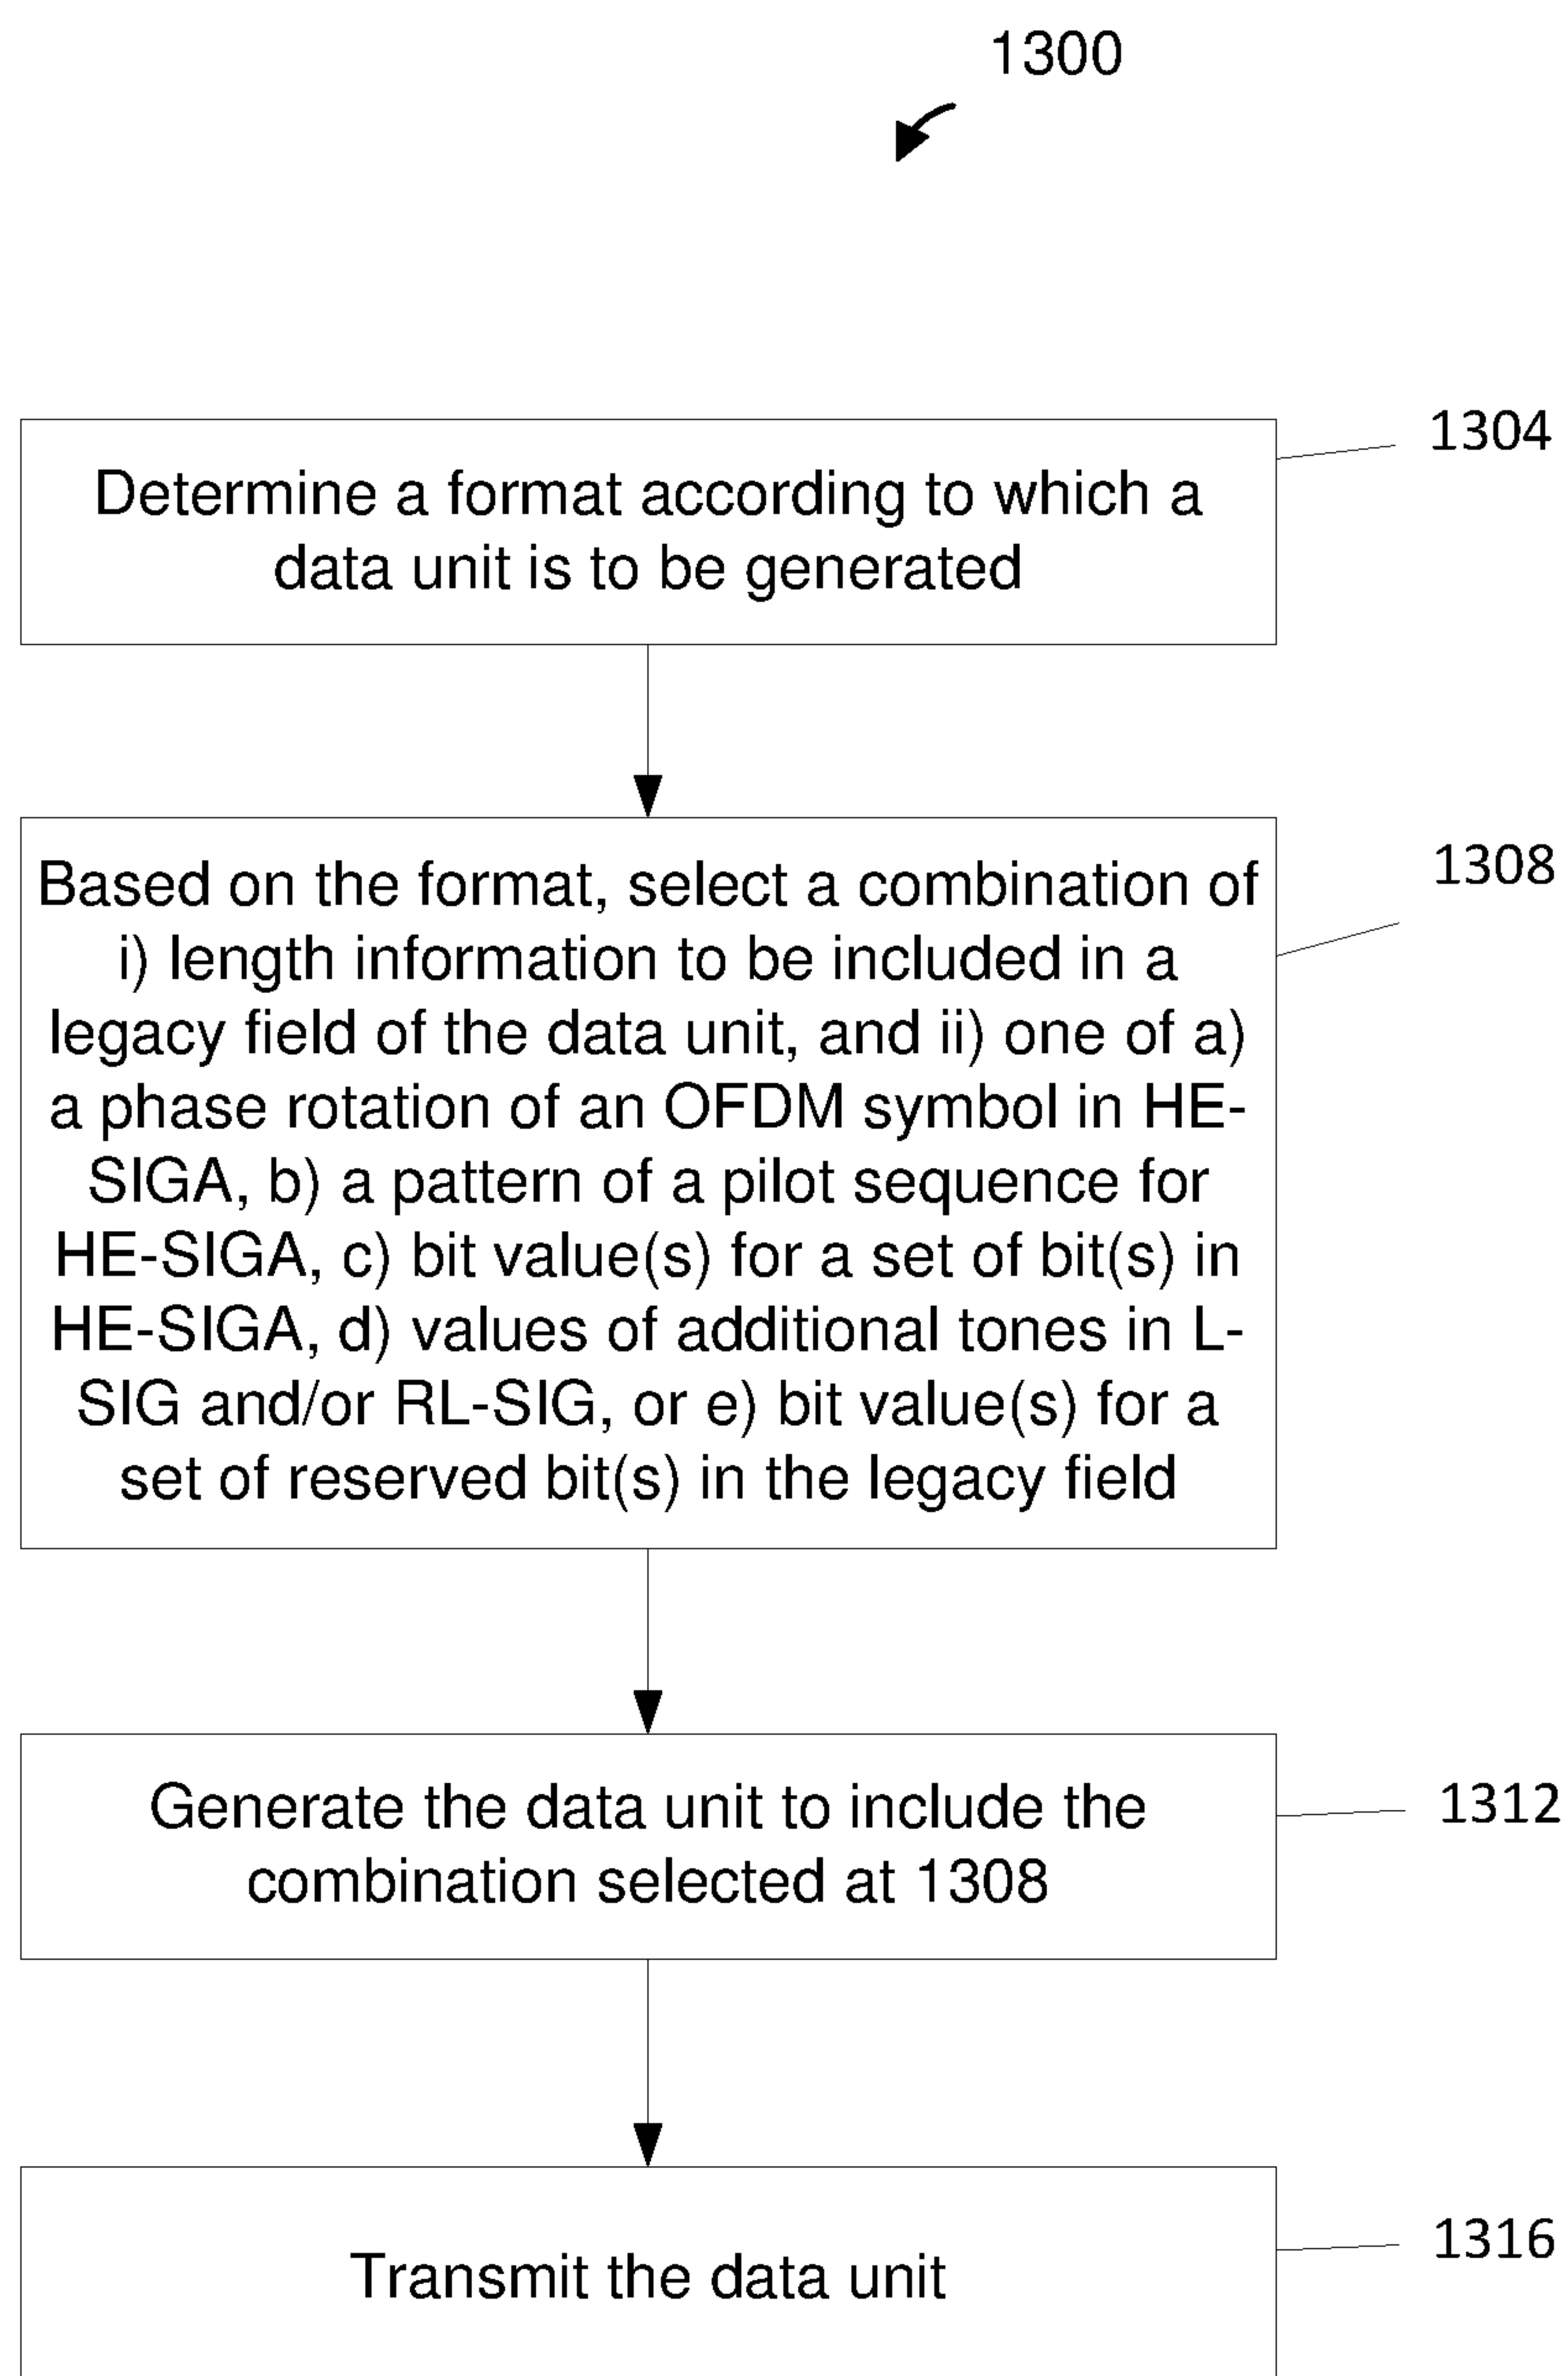 1300
1304
Determine a format according to which a
data unit is to be generated
1308
Based on the format, select a combination of
i) length information to be included in a
legacy field of the data unit, and ii) one of a)
a phase rotation of an OFDM symbol in HE-
SIGA, b) a pattern of a pilot sequence for
HE-SIGA, c) bit value(s) for a set of bit(s) in
HE-SIGA, d) values of additional tones in L-
SIG and/or RL-SIG, or e) bit value(s) for a
set of reserved bit(s) in the legacy field
1312
Generate the data unit to include the
combination selected at 1308
1316
Transmit the data unit